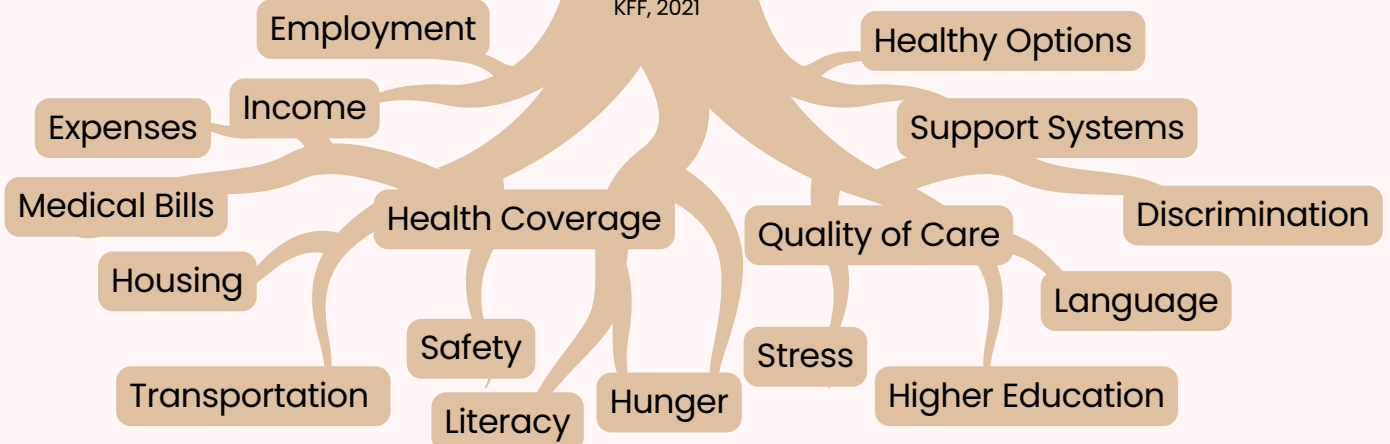 KFF, 2021
Employment
Healthy Options
Income
Expenses
Support Systems
Medical Bills
Health Coverage
Quality of Care
Discrimination
Housing
Language
Safety
Stress
Transportation
Literacy
Hunger
Higher Education